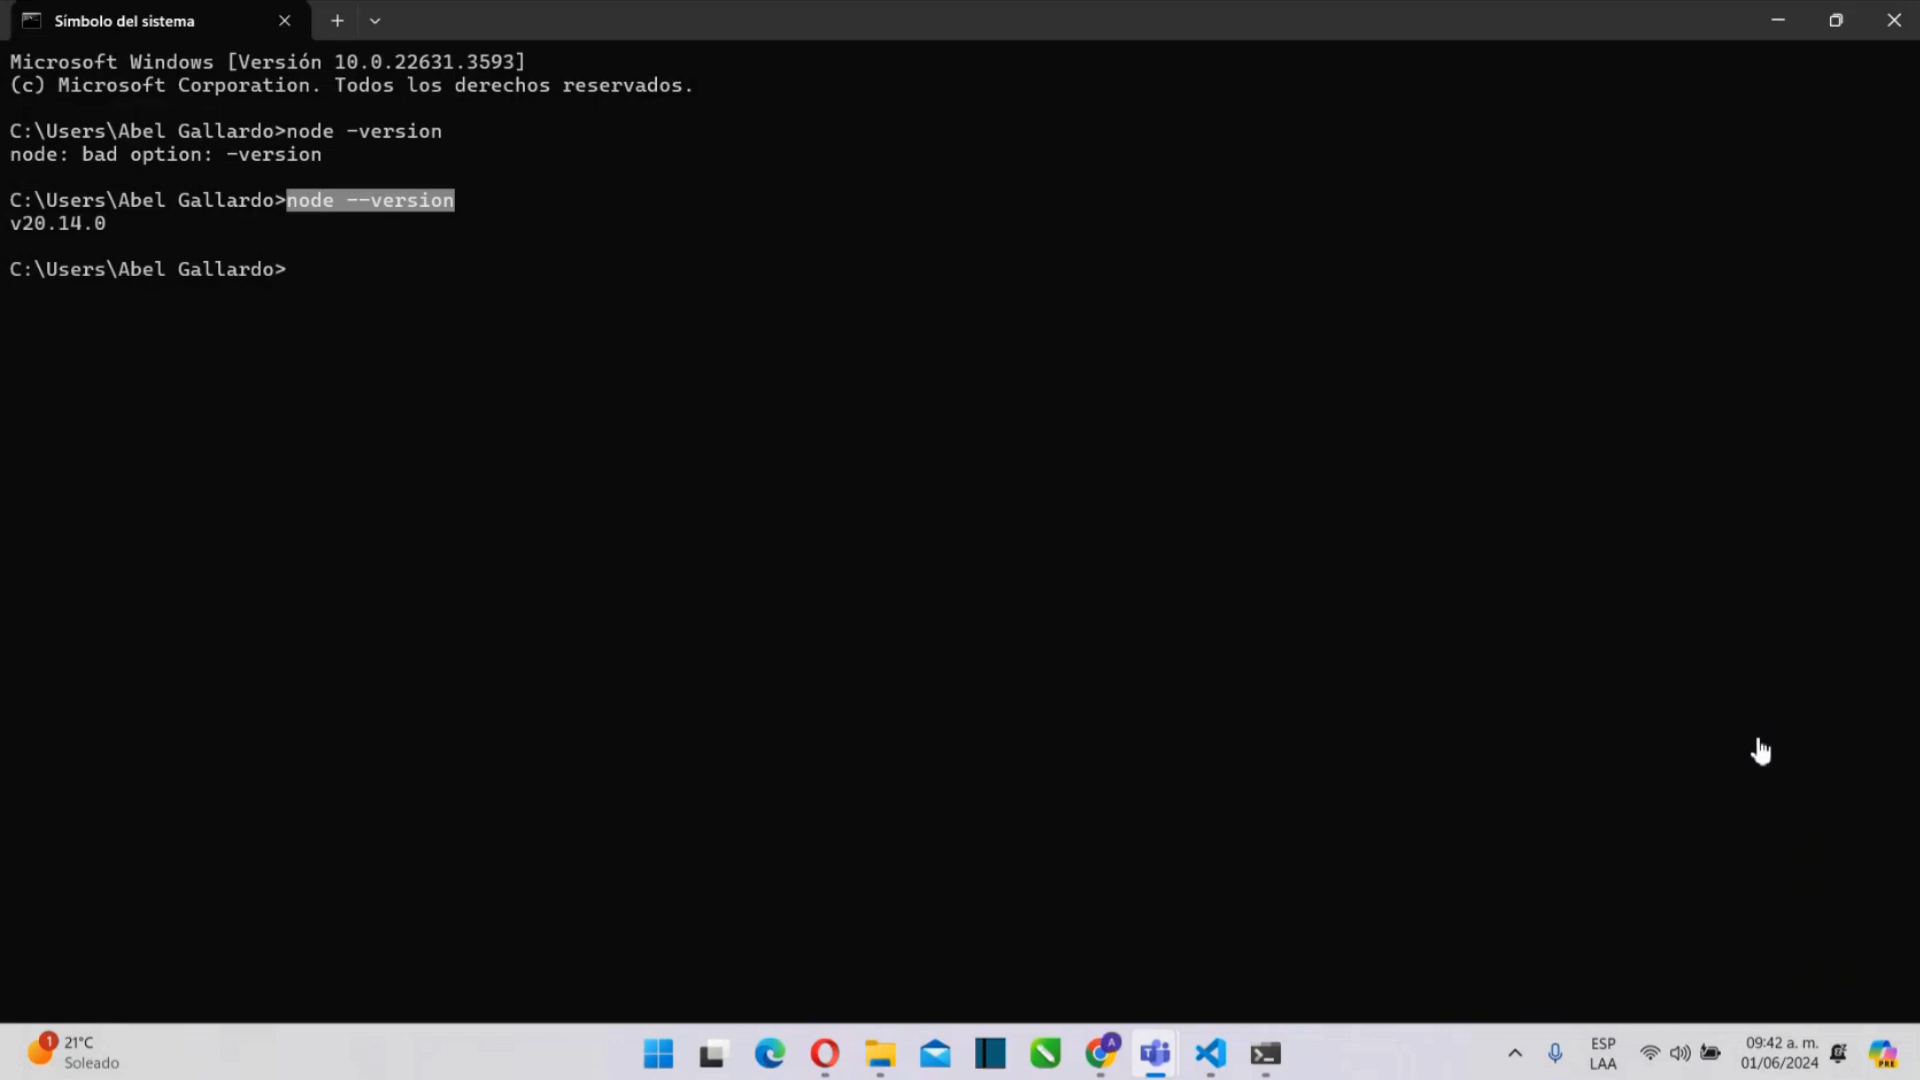 Símbolo del sistema
Microsoft Windows [Versión 10.0.22631.3593]
(c) Microsoft Corporation. Todos los derechos reservados.
C:\Users\Abel Gallardo>node -version
node: bad option: -version
C:\Users\Abel Gallardo>node --version
v20.14.0
C:\Users\Abel Gallardo>
1
21°C
Soleado
A
ESP
LAA
09:42 a. m.
01/06/2024
PRE